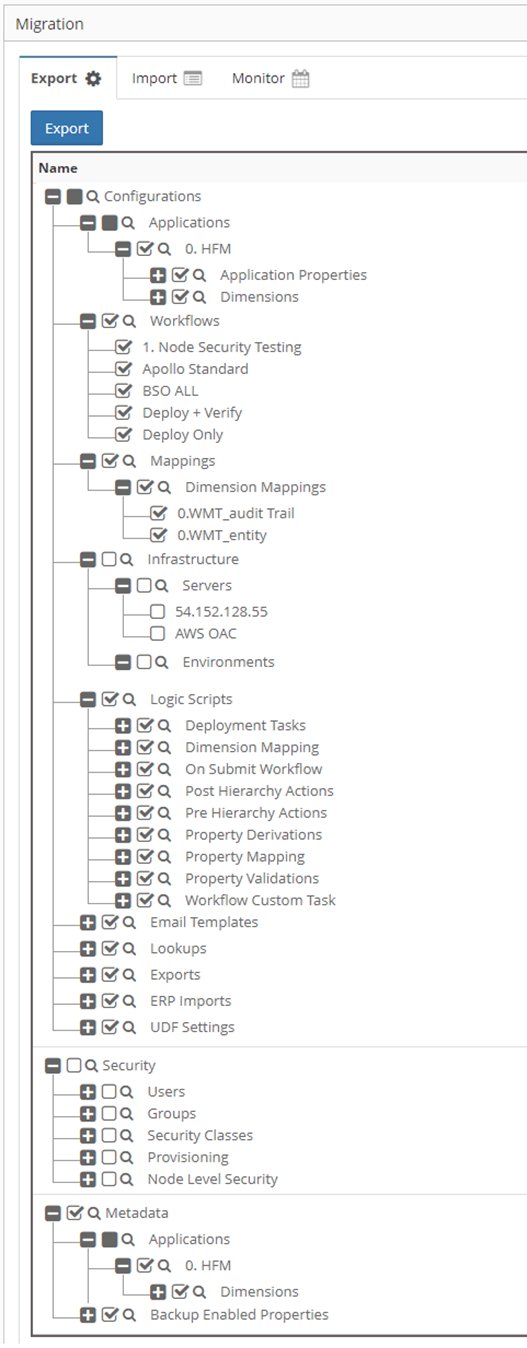 Migration
Export Import Monitor
Export
Name
Configurations
Applications
0. HFM
Application Properties
Dimensions
Workflows
1. Node Security Testing
Apollo Standard
BSO ALL
Deploy + Verify
Deploy Only
Mappings
Dimension Mappings
0.WMT_audit Trail
0.WMT_entity
Infrastructure
Servers
54.152.128.55
AWS OAC
Environments
Logic Scripts
Deployment Tasks
Dimension Mapping
On Submit Workflow
Post Hierarchy Actions
Pre Hierarchy Actions
Property Derivations
Property Mapping
Property Validations
Workflow Custom Task
Email Templates
Lookups
Exports
ERP Imports
UDF Settings
Security
Users
Groups
Security Classes
Provisioning
Node Level Security
Metadata
Applications
0. HFM
Dimensions
Backup Enabled Properties